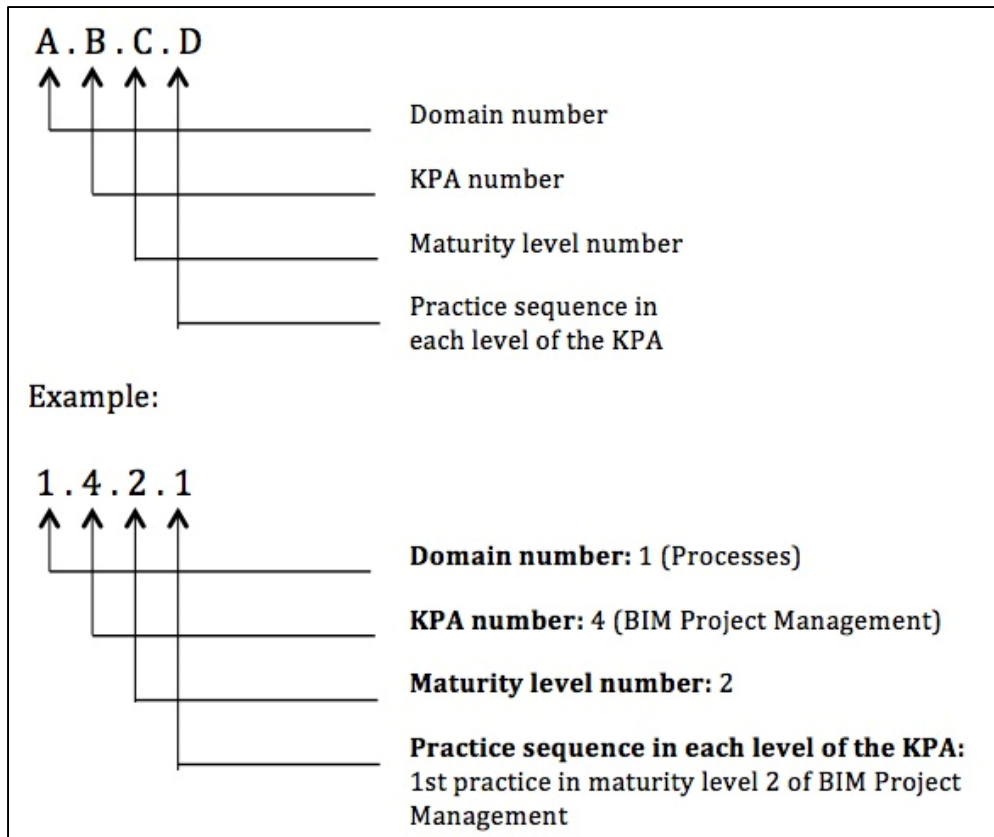 A . B . C . D
Domain number
KPA number
Maturity level number
Practice sequence in
each level of the KPA
Example:
1 . 4 . 2 . 1
Domain number: 1 (Processes)
KPA number: 4 (BIM Project Management)
Maturity level number: 2
Practice sequence in each level of the KPA:
1st practice in maturity level 2 of BIM Project
Management